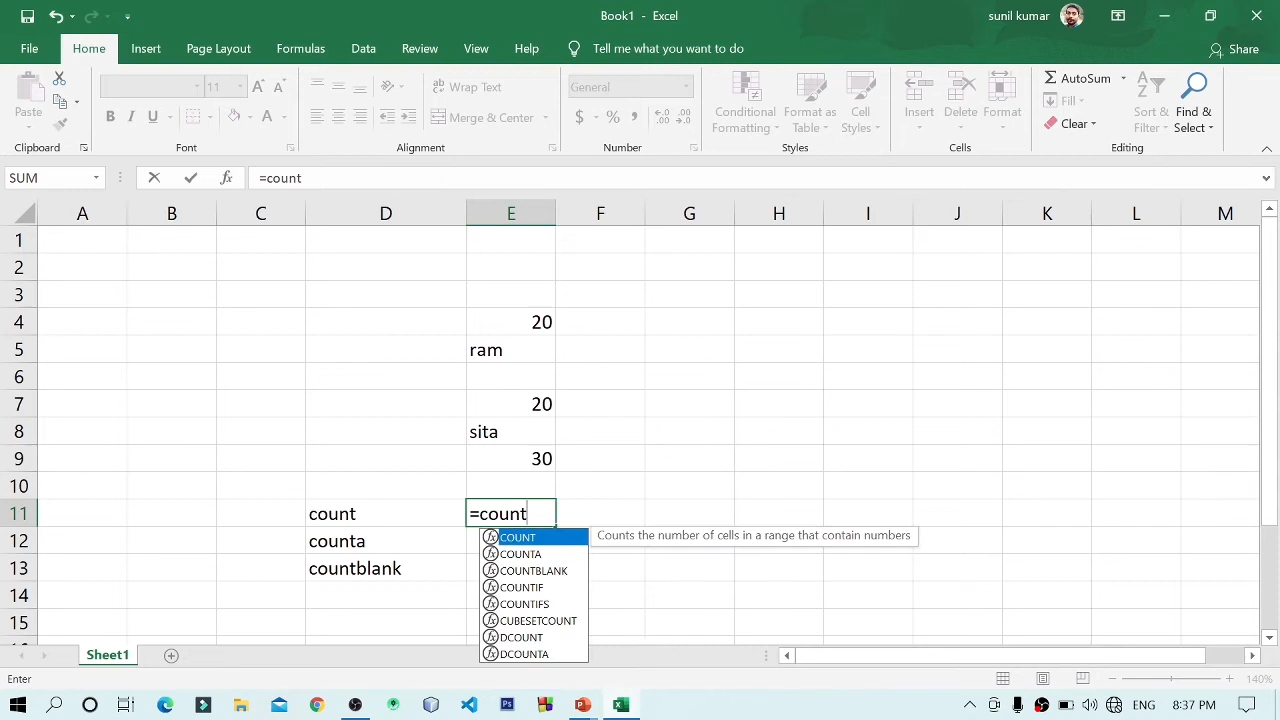 Book1 - Excel
sunil kumar
File Home Insert Page Layout Formulas Data Review View Help Tell me what you want to do Share
Paste
11
Wrap Text
General
Conditional Formatting
Format as Table
Cell Styles
Insert
Delete
Format
AutoSum
Fill
Clear
Sort & Filter
Find & Select
B I U
A
Merge & Center
$ % ,
Clipboard Font Alignment Number Styles Cells Editing
SUM fx =count
A B C D E F G H I J K L M
1
2
3
4 20
5 ram
6
7 20
8 sita
9 30
10
11 count =count
12 counta
13 countblank
14
15
COUNT Counts the number of cells in a range that contain numbers
COUNTA
COUNTBLANK
COUNTIF
COUNTIFS
CUBESETCOUNT
DCOUNT
DCOUNTA
Sheet1
Enter 140%
ENG 8:37 PM